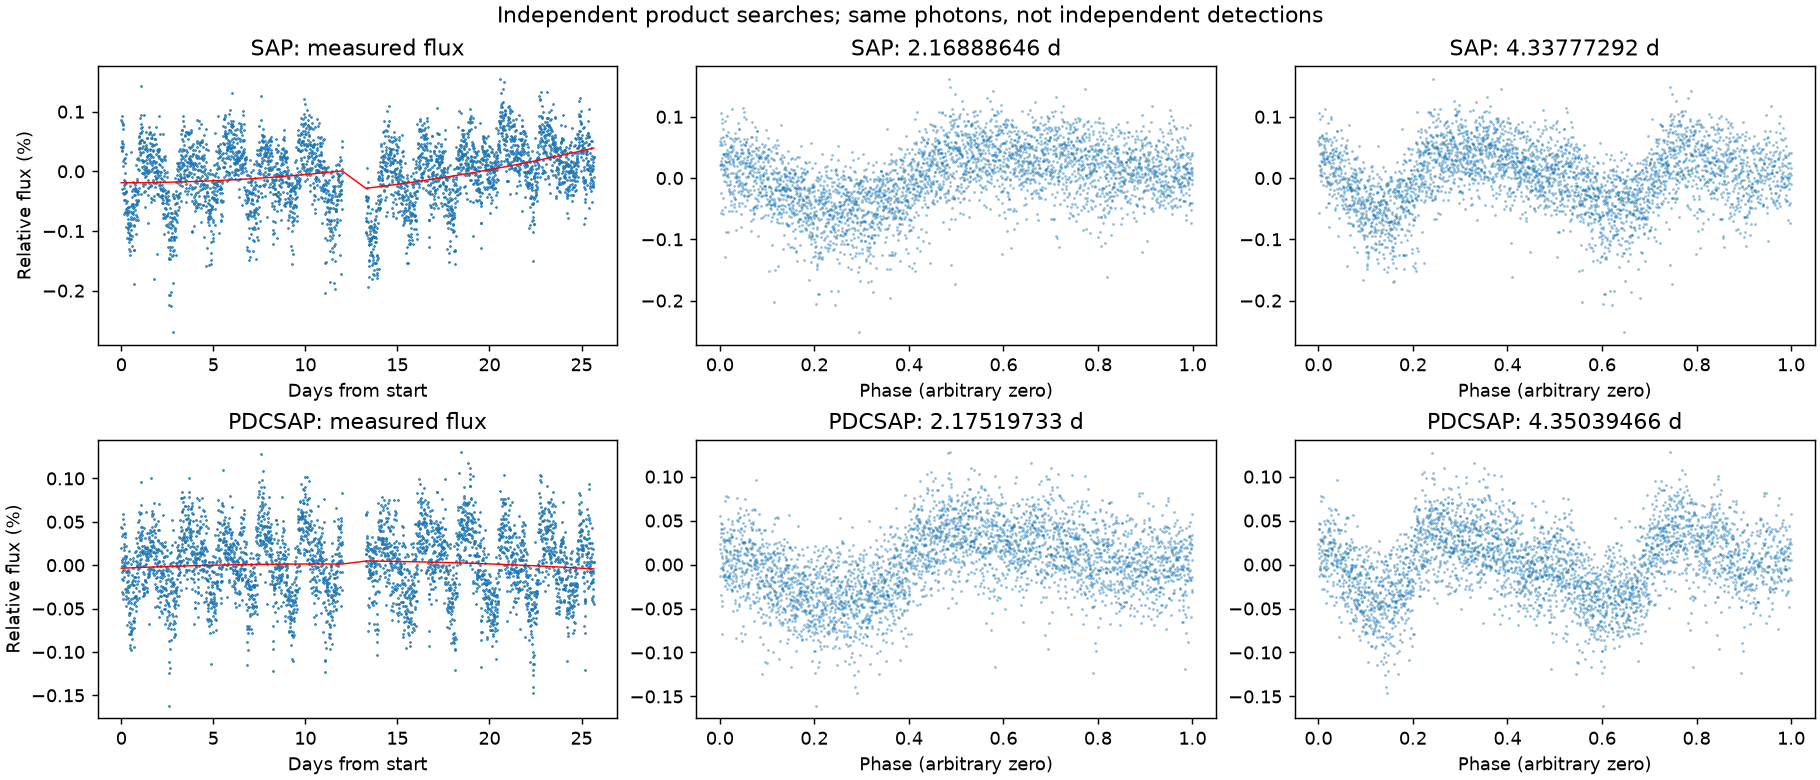 Independent product searches; same photons, not independent detections
SAP: measured flux
Relative flux (%)
0.1
0.0
−0.1
−0.2
0 5 10 15 20 25
Days from start
SAP: 2.16888646 d
0.1
0.0
−0.1
−0.2
0.0 0.2 0.4 0.6 0.8 1.0
Phase (arbitrary zero)
SAP: 4.33777292 d
0.1
0.0
−0.1
−0.2
0.0 0.2 0.4 0.6 0.8 1.0
Phase (arbitrary zero)
PDCSAP: measured flux
Relative flux (%)
0.10
0.05
0.00
−0.05
−0.10
−0.15
0 5 10 15 20 25
Days from start
PDCSAP: 2.17519733 d
0.10
0.05
0.00
−0.05
−0.10
−0.15
0.0 0.2 0.4 0.6 0.8 1.0
Phase (arbitrary zero)
PDCSAP: 4.35039466 d
0.10
0.05
0.00
−0.05
−0.10
−0.15
0.0 0.2 0.4 0.6 0.8 1.0
Phase (arbitrary zero)